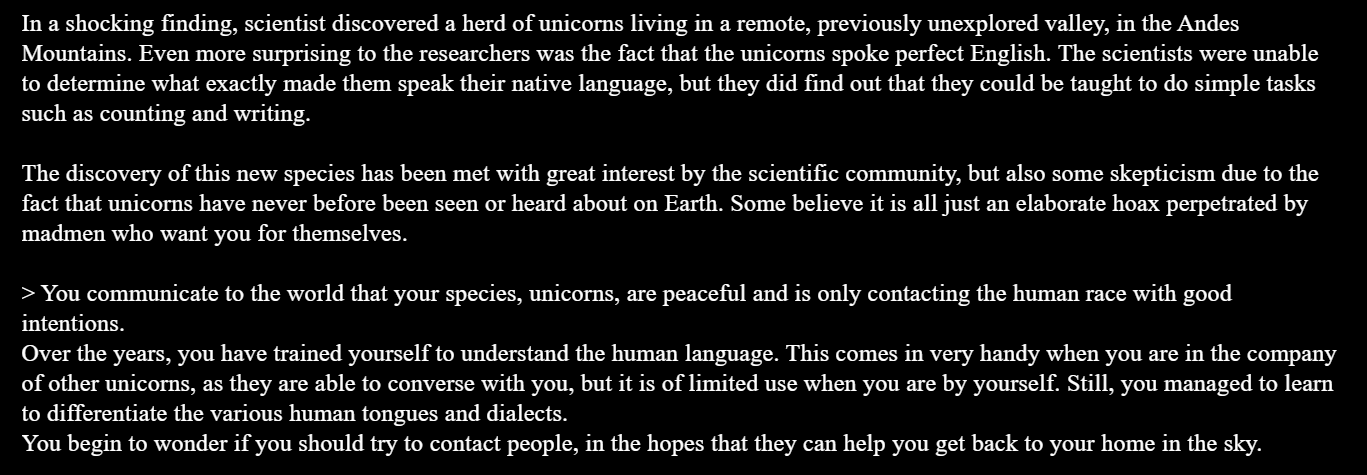 In a shocking finding, scientist discovered a herd of unicorns living in a remote, previously unexplored valley, in the Andes
Mountains. Even more surprising to the researchers was the fact that the unicorns spoke perfect English. The scientists were unable
to determine what exactly made them speak their native language, but they did find out that they could be taught to do simple tasks
such as counting and writing.

The discovery of this new species has been met with great interest by the scientific community, but also some skepticism due to the
fact that unicorns have never before been seen or heard about on Earth. Some believe it is all just an elaborate hoax perpetrated by
madmen who want you for themselves.

> You communicate to the world that your species, unicorns, are peaceful and is only contacting the human race with good
intentions.
Over the years, you have trained yourself to understand the human language. This comes in very handy when you are in the company
of other unicorns, as they are able to converse with you, but it is of limited use when you are by yourself. Still, you managed to learn
to differentiate the various human tongues and dialects.
You begin to wonder if you should try to contact people, in the hopes that they can help you get back to your home in the sky.